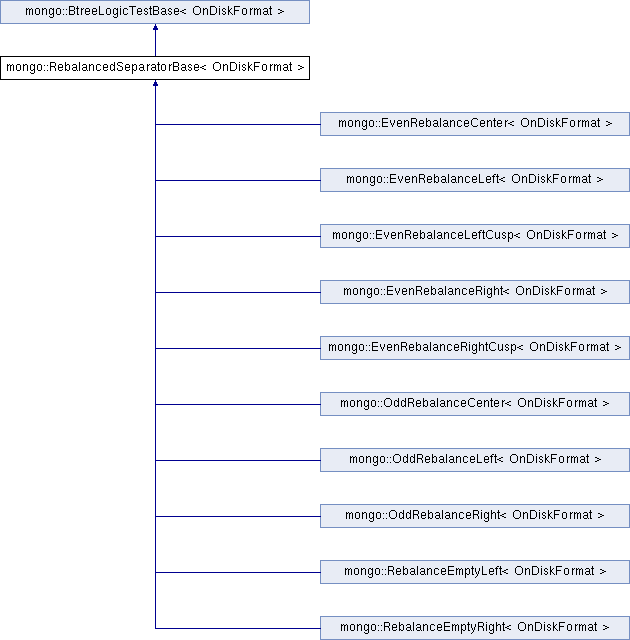 mongo::BtreeLogicTestBase< OnDiskFormat >
mongo::RebalancedSeparatorBase< OnDiskFormat >
mongo::EvenRebalanceCenter< OnDiskFormat >
mongo::EvenRebalanceLeft< OnDiskFormat >
mongo::EvenRebalanceLeftCusp< OnDiskFormat >
mongo::EvenRebalanceRight< OnDiskFormat >
mongo::EvenRebalanceRightCusp< OnDiskFormat >
mongo::OddRebalanceCenter< OnDiskFormat >
mongo::OddRebalanceLeft< OnDiskFormat >
mongo::OddRebalanceRight< OnDiskFormat >
mongo::RebalanceEmptyLeft< OnDiskFormat >
mongo::RebalanceEmptyRight< OnDiskFormat >